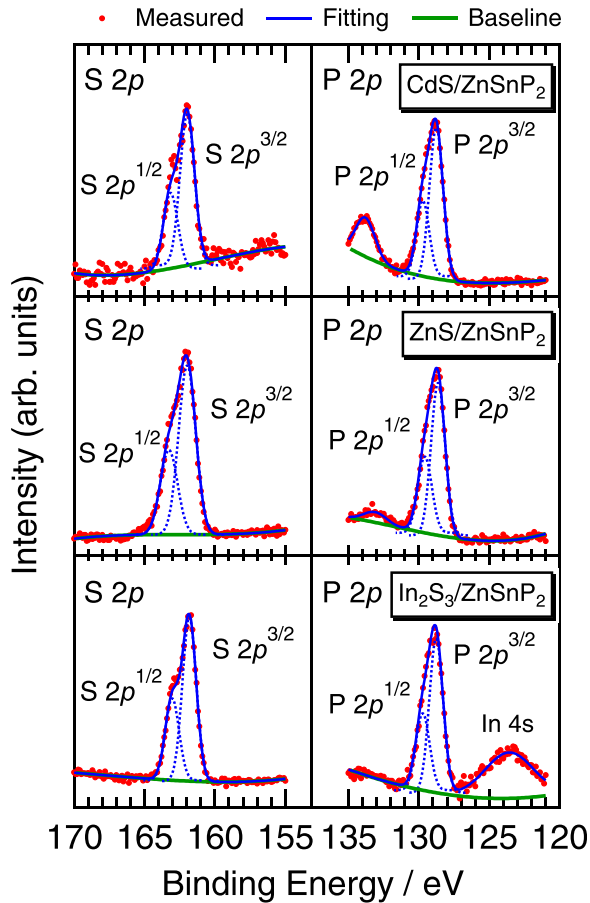 Measured Fitting Baseline
S 2p P 2p CdS/ZnSnP₂
S 2p³/² P 2p³/²
S 2p¹/² P 2p¹/²
S 2p P 2p ZnS/ZnSnP₂
S 2p³/² P 2p³/²
S 2p¹/² P 2p¹/²
S 2p P 2p In₂S₃/ZnSnP₂
S 2p³/² P 2p³/²
S 2p¹/² P 2p¹/²
In 4s
Intensity (arb. units)
170 165 160 155 135 130 125 120
Binding Energy / eV